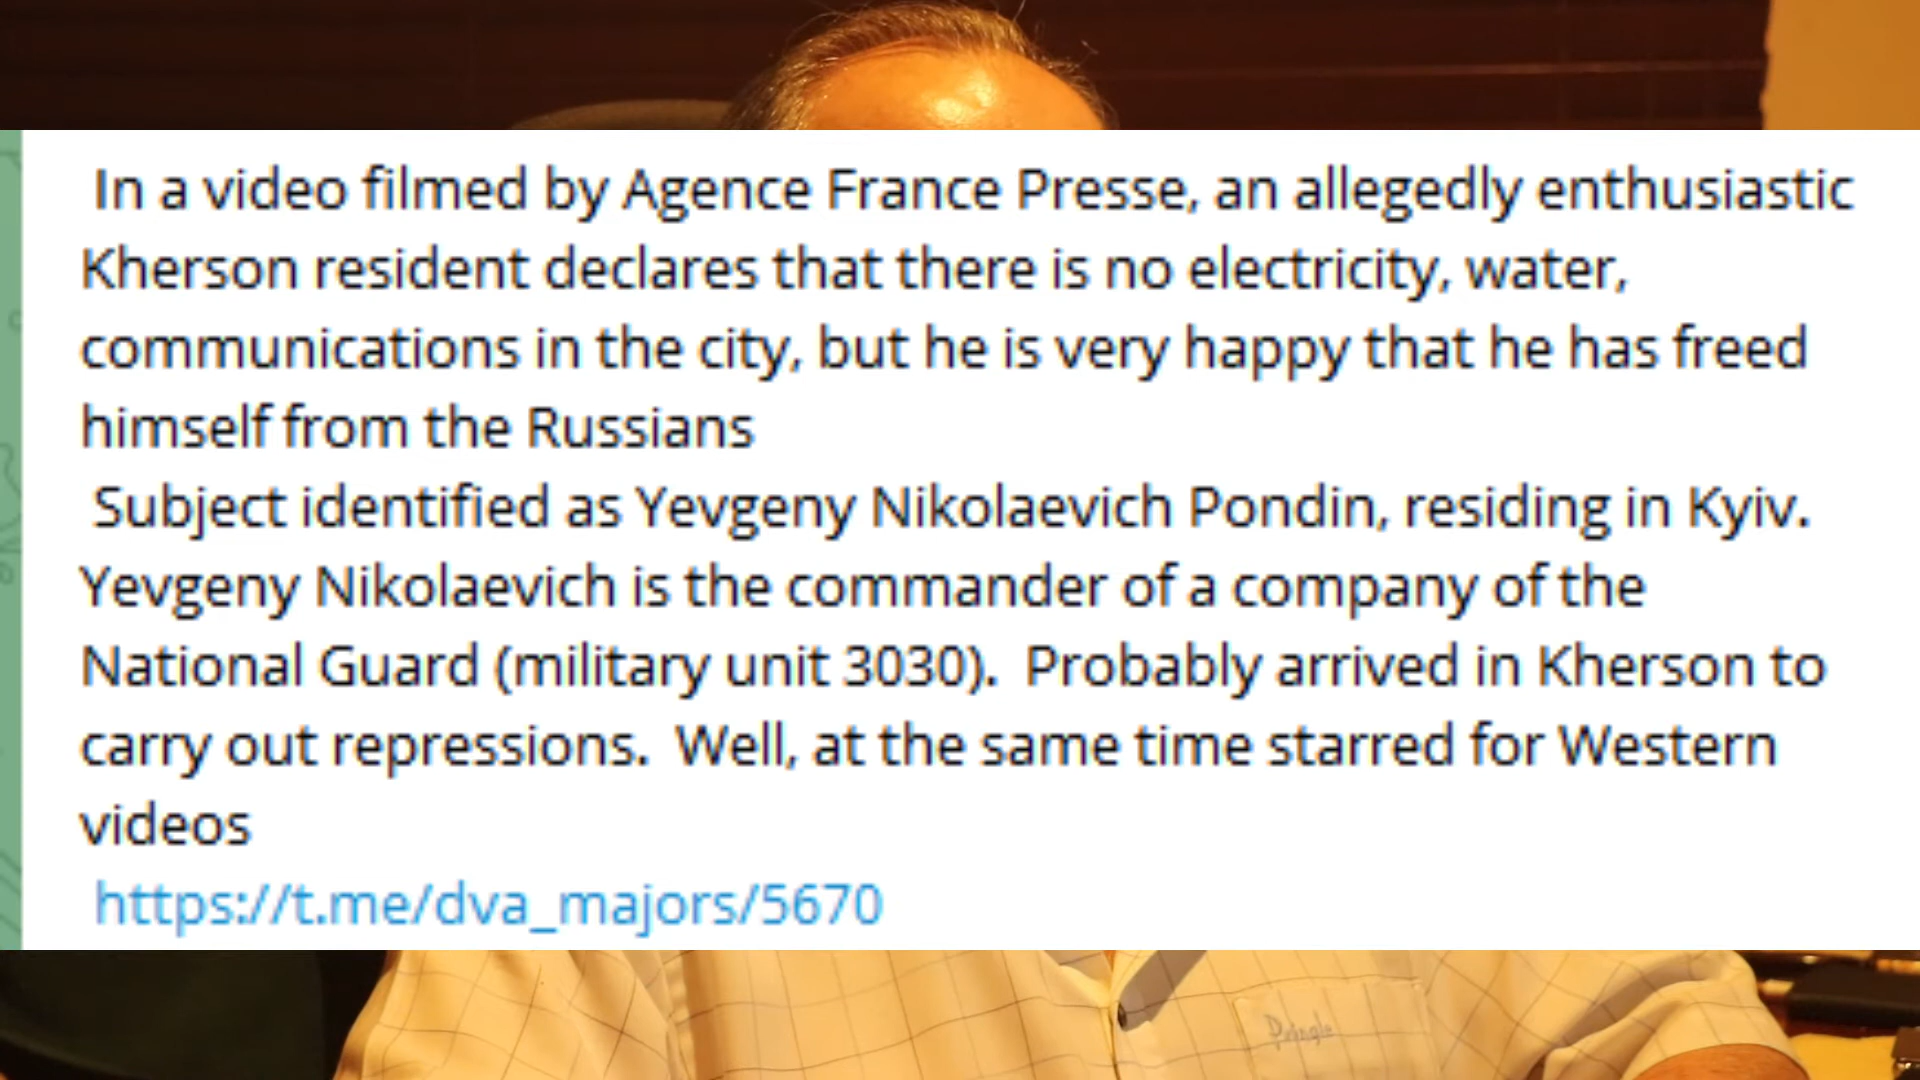 In a video filmed by Agence France Presse, an allegedly enthusiastic
Kherson resident declares that there is no electricity, water,
communications in the city, but he is very happy that he has freed
himself from the Russians
Subject identified as Yevgeny Nikolaevich Pondin, residing in Kyiv.
Yevgeny Nikolaevich is the commander of a company of the
National Guard (military unit 3030). Probably arrived in Kherson to
carry out repressions. Well, at the same time starred for Western
videos
https://t.me/dva_majors/5670
Pringle